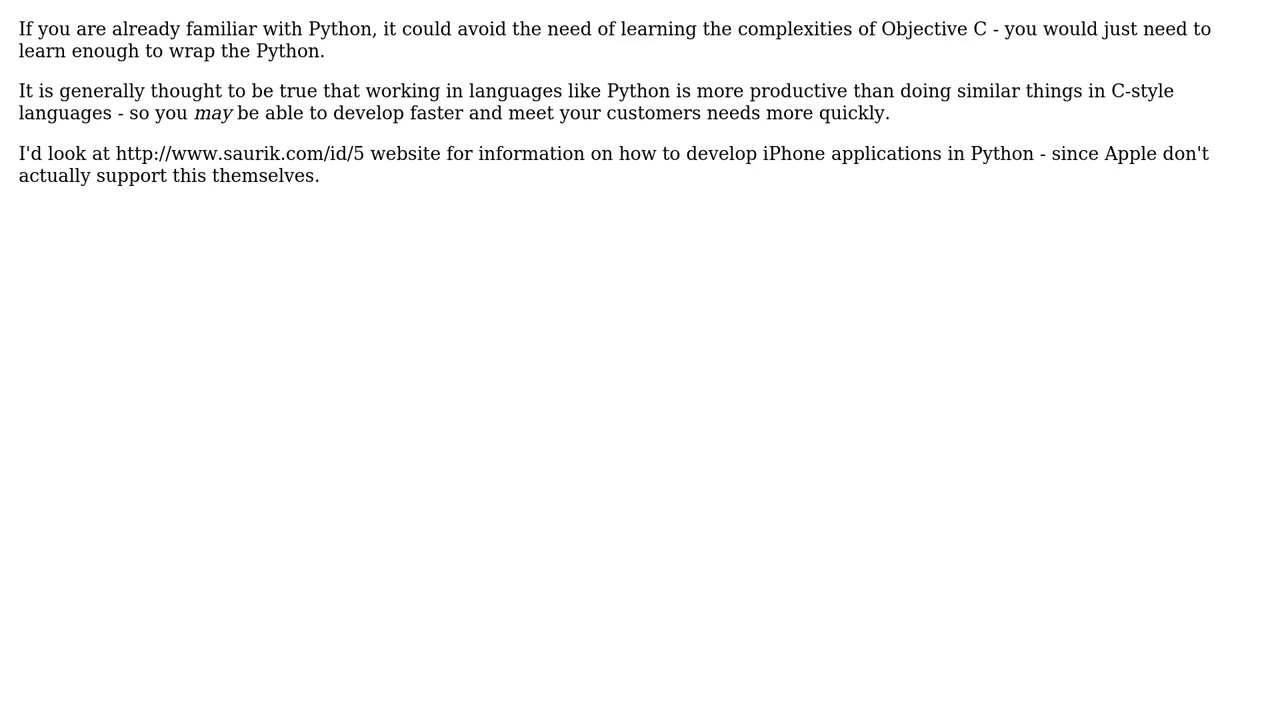 If you are already familiar with Python, it could avoid the need of learning the complexities of Objective C - you would just need to
learn enough to wrap the Python.
It is generally thought to be true that working in languages like Python is more productive than doing similar things in C-style
languages - so you may be able to develop faster and meet your customers needs more quickly.
I'd look at http://www.saurik.com/id/5 website for information on how to develop iPhone applications in Python - since Apple don't
actually support this themselves.